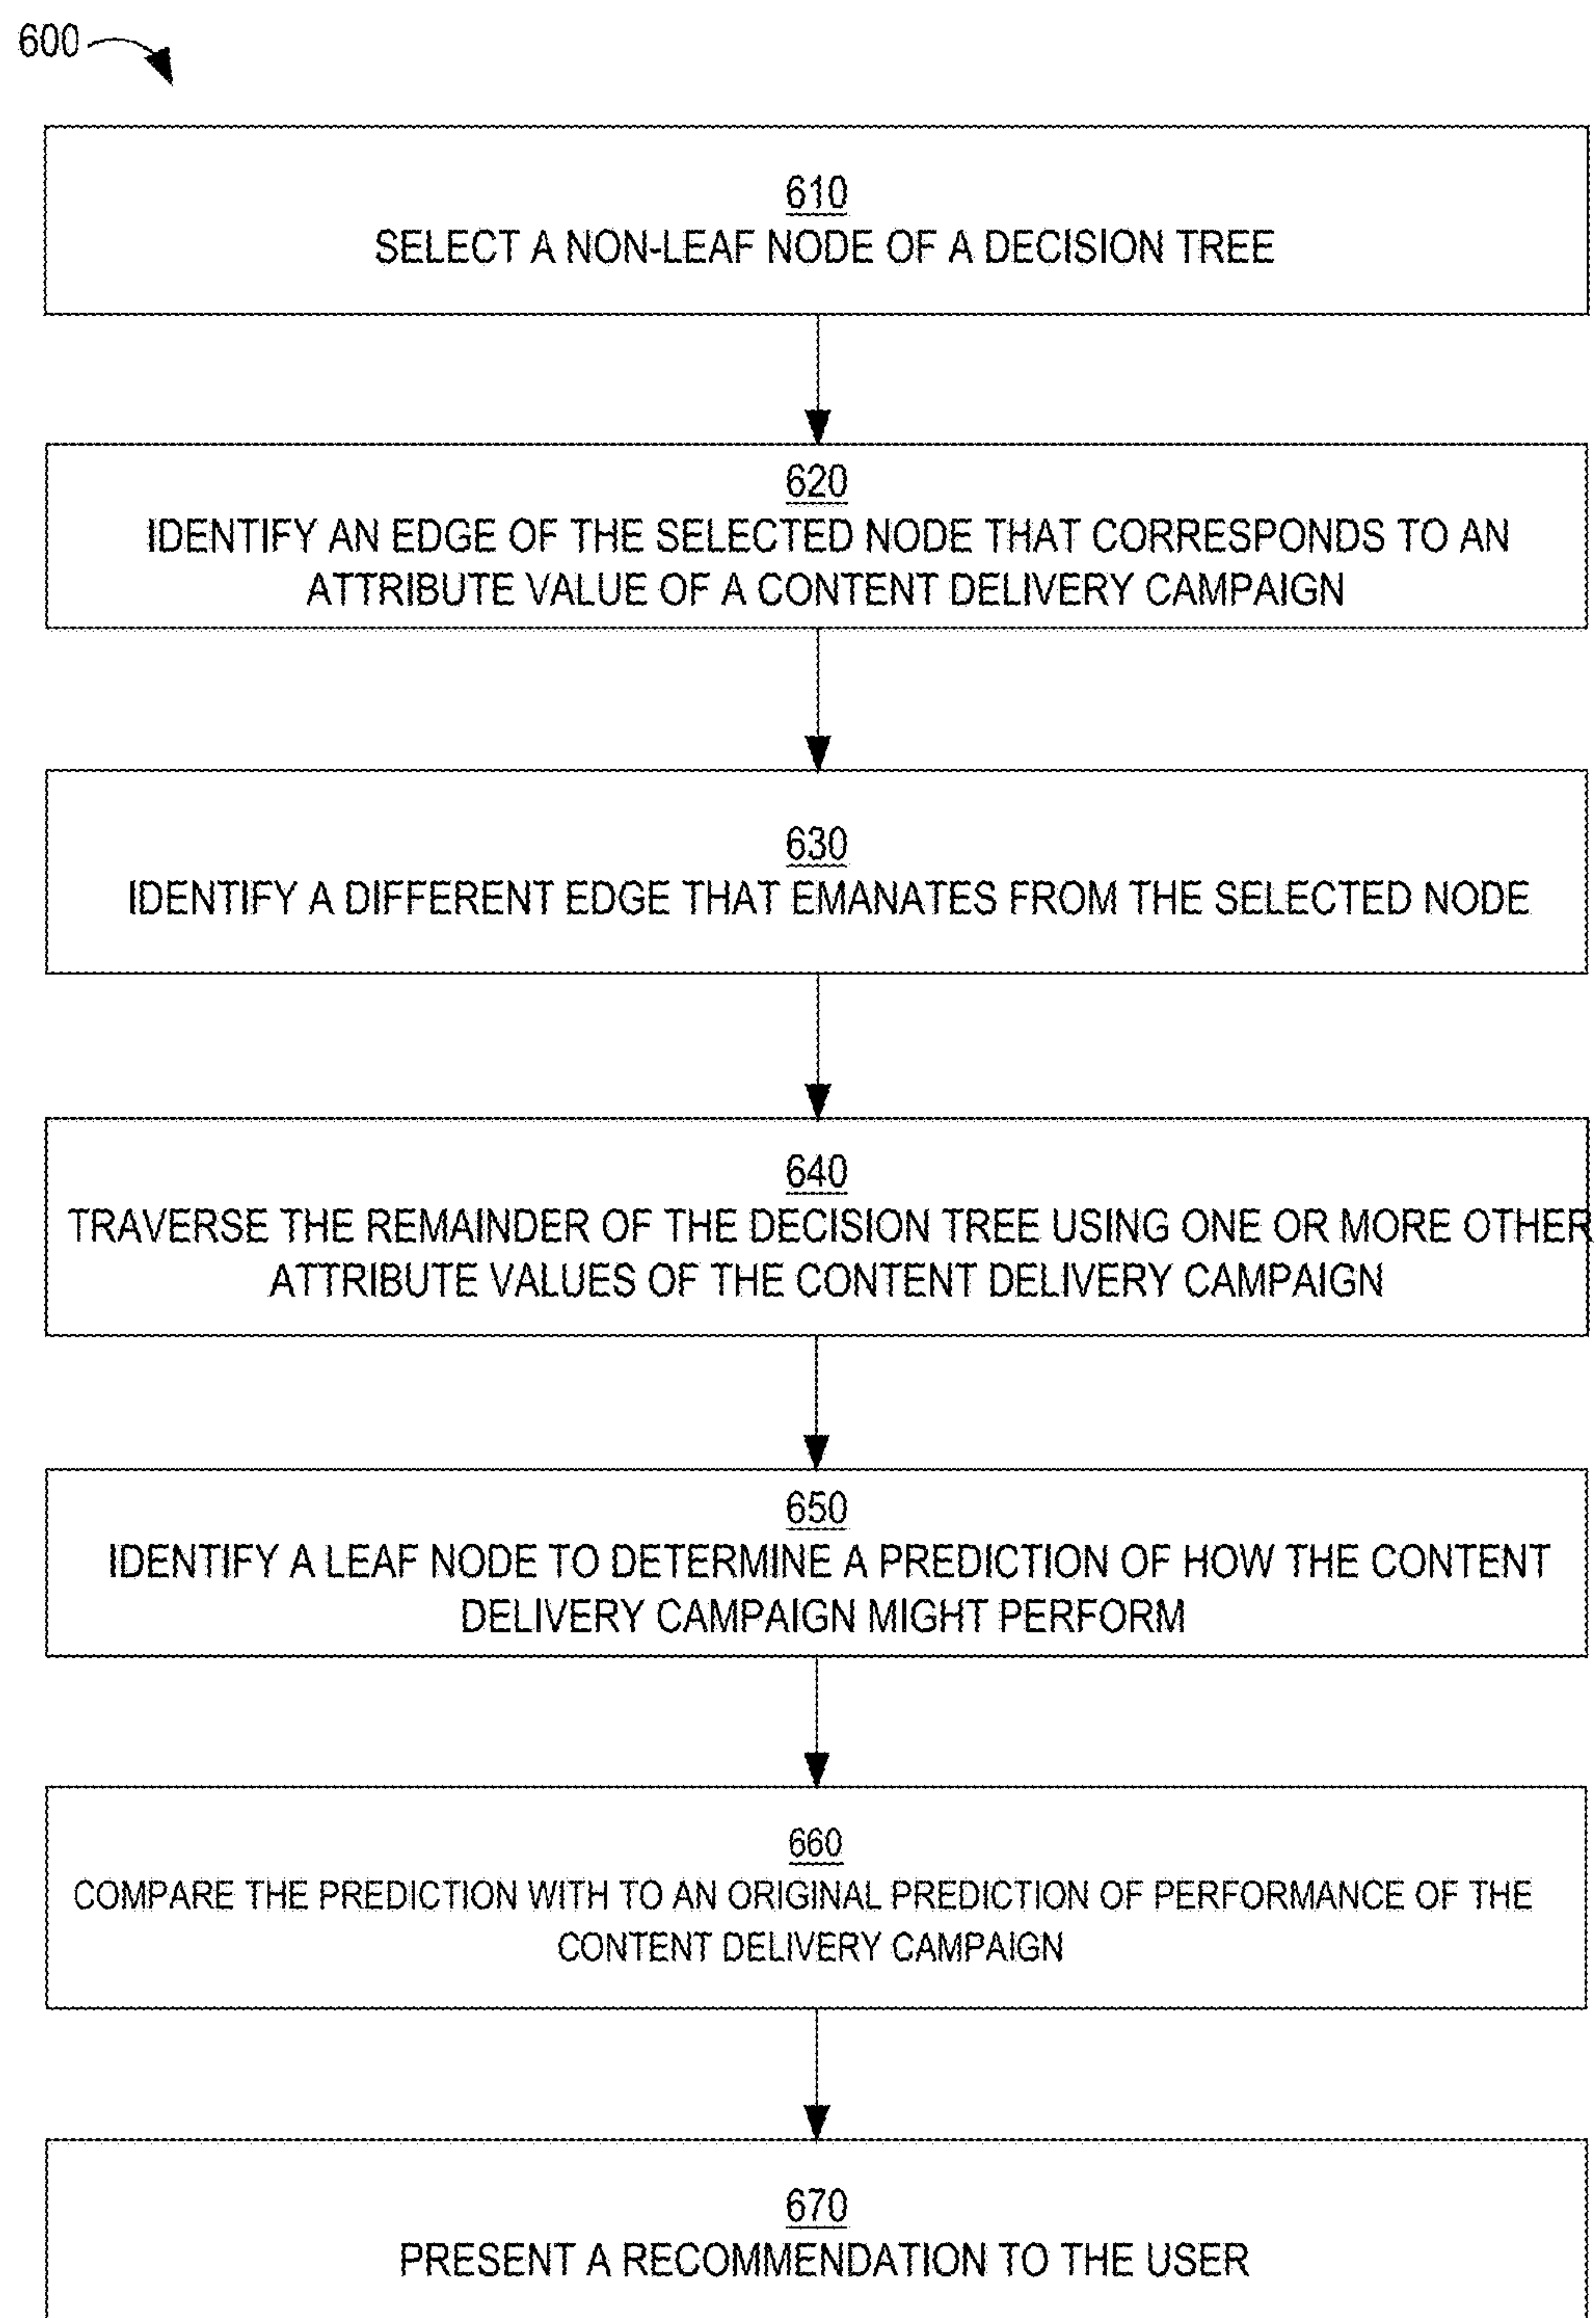 600
610
SELECT A NON-LEAF NODE OF A DECISION TREE
620
IDENTIFY AN EDGE OF THE SELECTED NODE THAT CORRESPONDS TO AN
ATTRIBUTE VALUE OF A CONTENT DELIVERY CAMPAIGN
630
IDENTIFY A DIFFERENT EDGE THAT EMANATES FROM THE SELECTED NODE
640
TRAVERSE THE REMAINDER OF THE DECISION TREE USING ONE OR MORE OTHER
ATTRIBUTE VALUES OF THE CONTENT DELIVERY CAMPAIGN
650
IDENTIFY A LEAF NODE TO DETERMINE A PREDICTION OF HOW THE CONTENT
DELIVERY CAMPAIGN MIGHT PERFORM
660
COMPARE THE PREDICTION WITH TO AN ORIGINAL PREDICTION OF PERFORMANCE OF THE
CONTENT DELIVERY CAMPAIGN
670
PRESENT A RECOMMENDATION TO THE USER